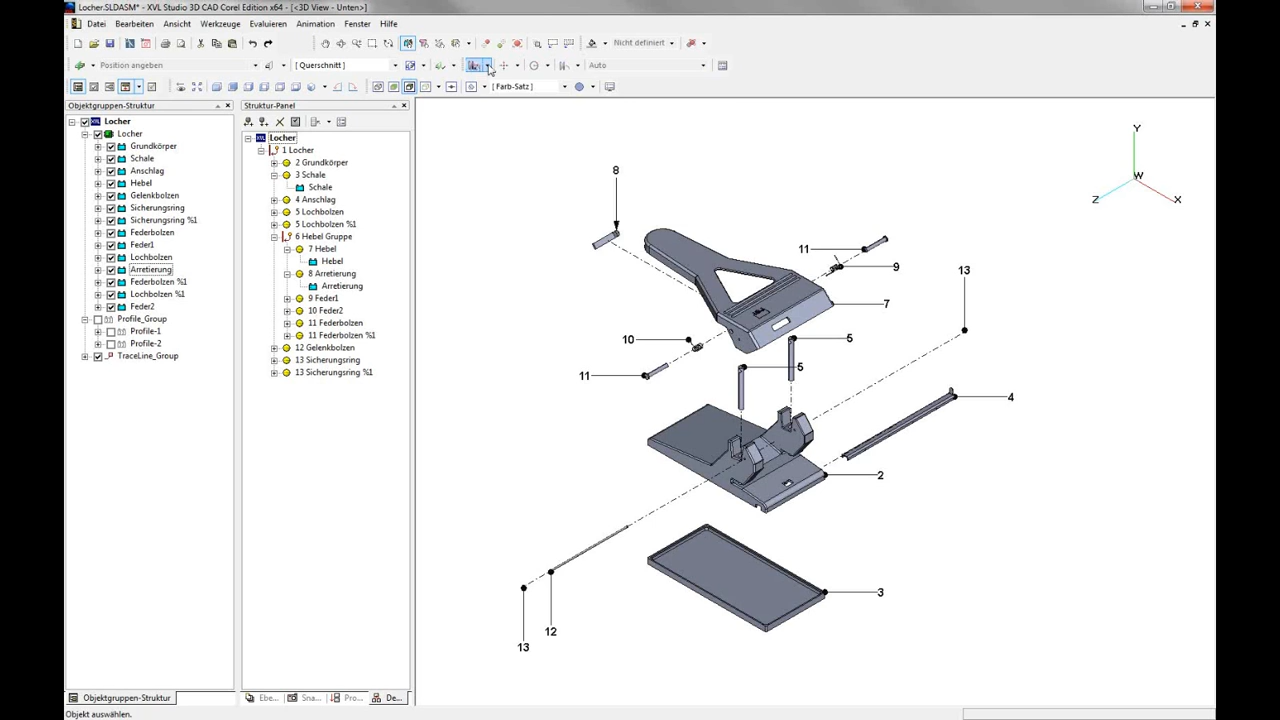 Locher.SLDASM* - XVL Studio 3D CAD Corel Edition x64 - [<3D View - Unten>]
Datei Bearbeiten Ansicht Werkzeuge Evaluieren Animation Fenster Hilfe
Nicht definiert
Position angeben [ Querschnitt ] Auto
[ Farb-Satz ]
Objektgruppen-Struktur
Locher
Locher
Grundkörper
Schale
Anschlag
Hebel
Gelenkbolzen
Sicherungsring
Sicherungsring %1
Federbolzen
Feder1
Lochbolzen
Arretierung
Federbolzen %1
Lochbolzen %1
Feder2
Profile_Group
Profile-1
Profile-2
TraceLine_Group
Objektgruppen-Struktur
Struktur-Panel
Locher
1 Locher
2 Grundkörper
3 Schale
Schale
4 Anschlag
5 Lochbolzen
5 Lochbolzen %1
6 Hebel Gruppe
7 Hebel
Hebel
8 Arretierung
Arretierung
9 Feder1
10 Feder2
11 Federbolzen
11 Federbolzen %1
12 Gelenkbolzen
13 Sicherungsring
13 Sicherungsring %1
Ebe... Sna... Pro... De...
Y
W
Z X
8
11
9
13
7
10
5
5
11
4
2
3
12
13
Objekt auswählen.